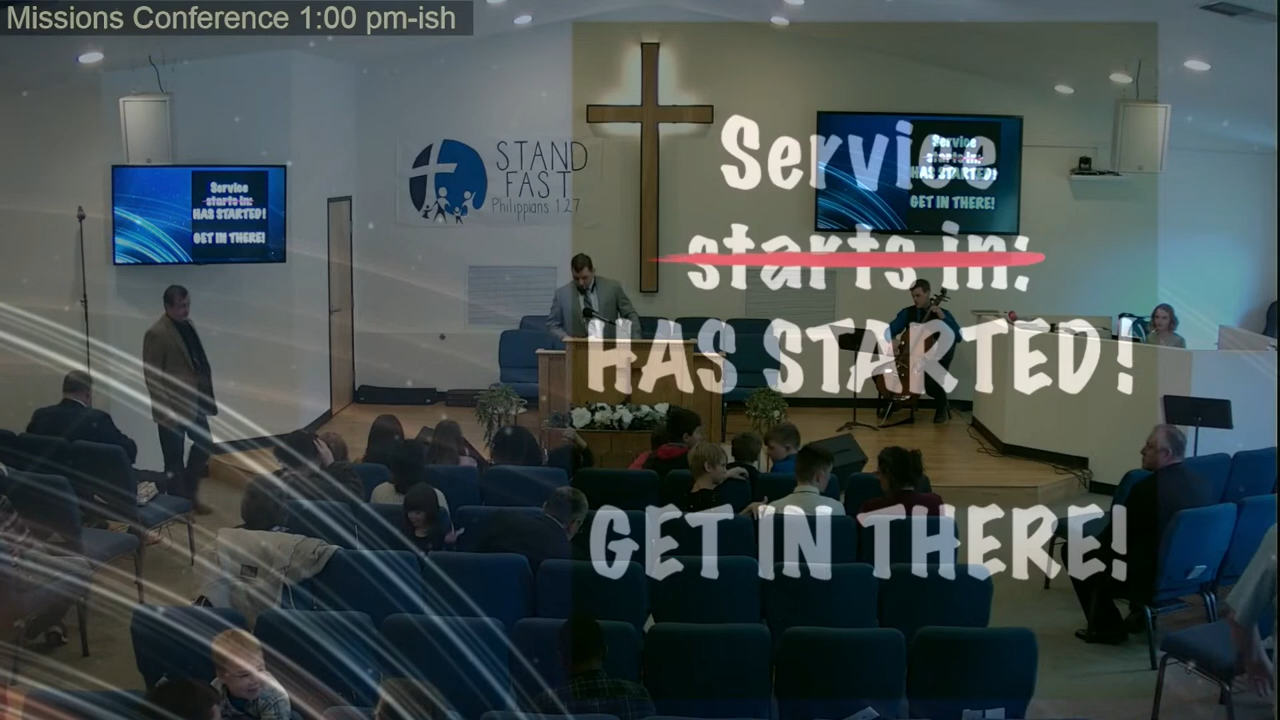 Missions Conference 1:00 pm-ish
STAND
FAST
Philippians 1:27
Service
starts in:
HAS STARTED!
GET IN THERE!
Service
starts in:
HAS STARTED!
GET IN THERE!
Service
starts in:
HAS STARTED!
GET IN THERE!